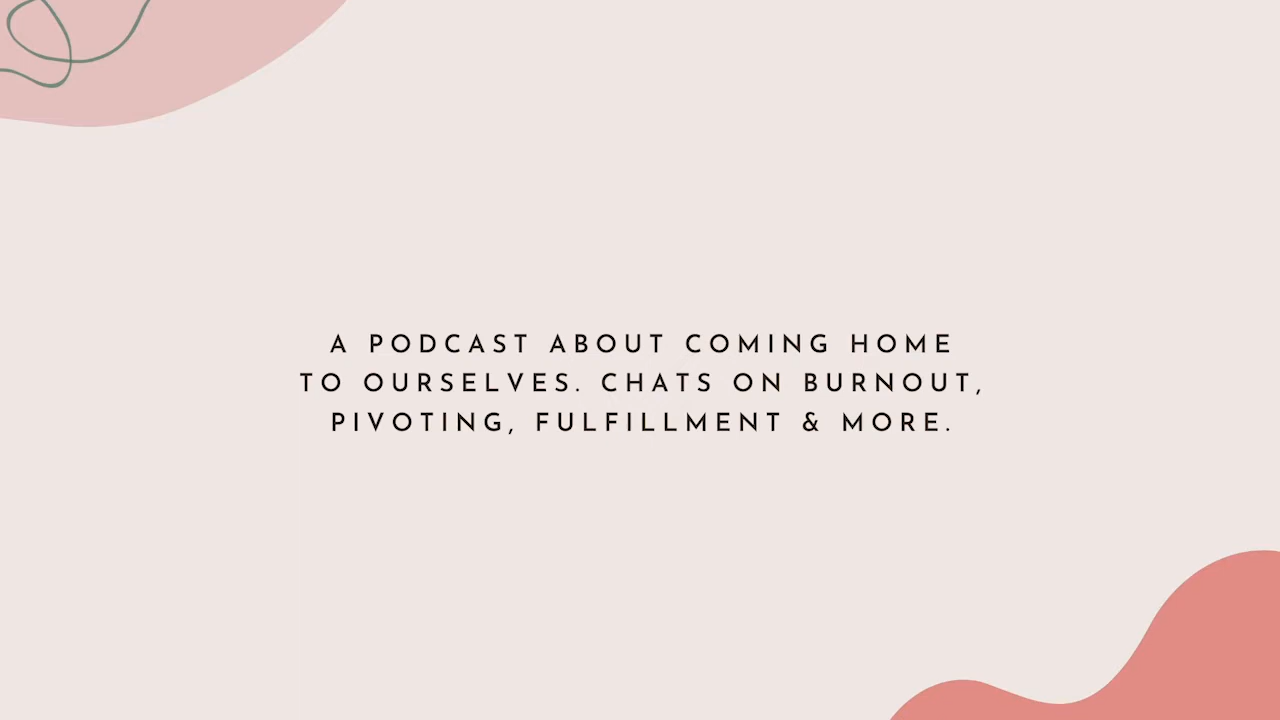 A PODCAST ABOUT COMING HOME
TO OURSELVES. CHATS ON BURNOUT,
PIVOTING, FULFILLMENT & MORE.